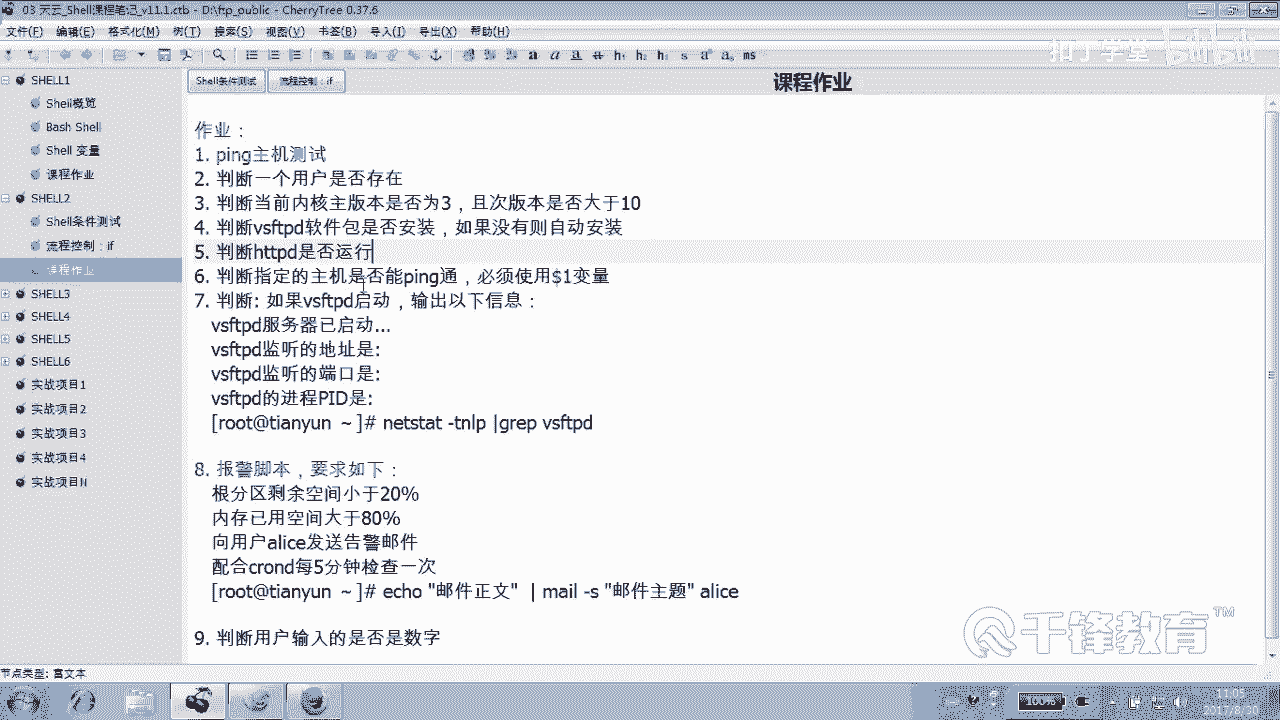 03 天云_Shell课程笔记_v11.1.ctb - D:\ftp_public - CherryTree 0.37.6
文件(F) 编辑(E) 格式化(M) 树(T) 搜索(S) 视图(V) 书签(B) 导入(I) 导出(X) 帮助(H)
扣丁学堂 bilibili
SHELL1
Shell概览
Bash Shell
Shell 变量
课程作业
SHELL2
Shell条件测试
流程控制：if
课程作业
SHELL3
SHELL4
SHELL5
SHELL6
实战项目1
实战项目2
实战项目3
实战项目4
实战项目N
Shell条件测试 流程控制：if
课程作业
作业：
1. ping主机测试
2. 判断一个用户是否存在
3. 判断当前内核主版本是否为3，且次版本是否大于10
4. 判断vsftpd软件包是否安装，如果没有则自动安装
5. 判断httpd是否运行
6. 判断指定的主机是否能ping通，必须使用$1变量
7. 判断: 如果vsftpd启动，输出以下信息：
vsftpd服务器已启动...
vsftpd监听的地址是:
vsftpd监听的端口是:
vsftpd的进程PID是:
[root@tianyun ~]# netstat -tnlp |grep vsftpd
8. 报警脚本，要求如下：
根分区剩余空间小于20%
内存已用空间大于80%
向用户alice发送告警邮件
配合crond每5分钟检查一次
[root@tianyun ~]# echo "邮件正文" | mail -s "邮件主题" alice
9. 判断用户输入的是否是数字
千锋教育™
节点类型: 富文本
100%
11:05
2017/8/30